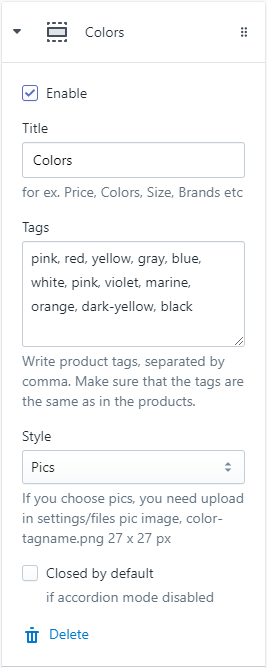 Colors
Enable
Title
Colors
for ex. Price, Colors, Size, Brands etc
Tags
pink, red, yellow, gray, blue,
white, pink, violet, marine,
orange, dark-yellow, black
Write product tags, separated by
comma. Make sure that the tags are
the same as in the products.
Style
Pics
If you choose pics, you need upload
in settings/files pic image, color-
tagname.png 27 x 27 px
Closed by default
if accordion mode disabled
Delete